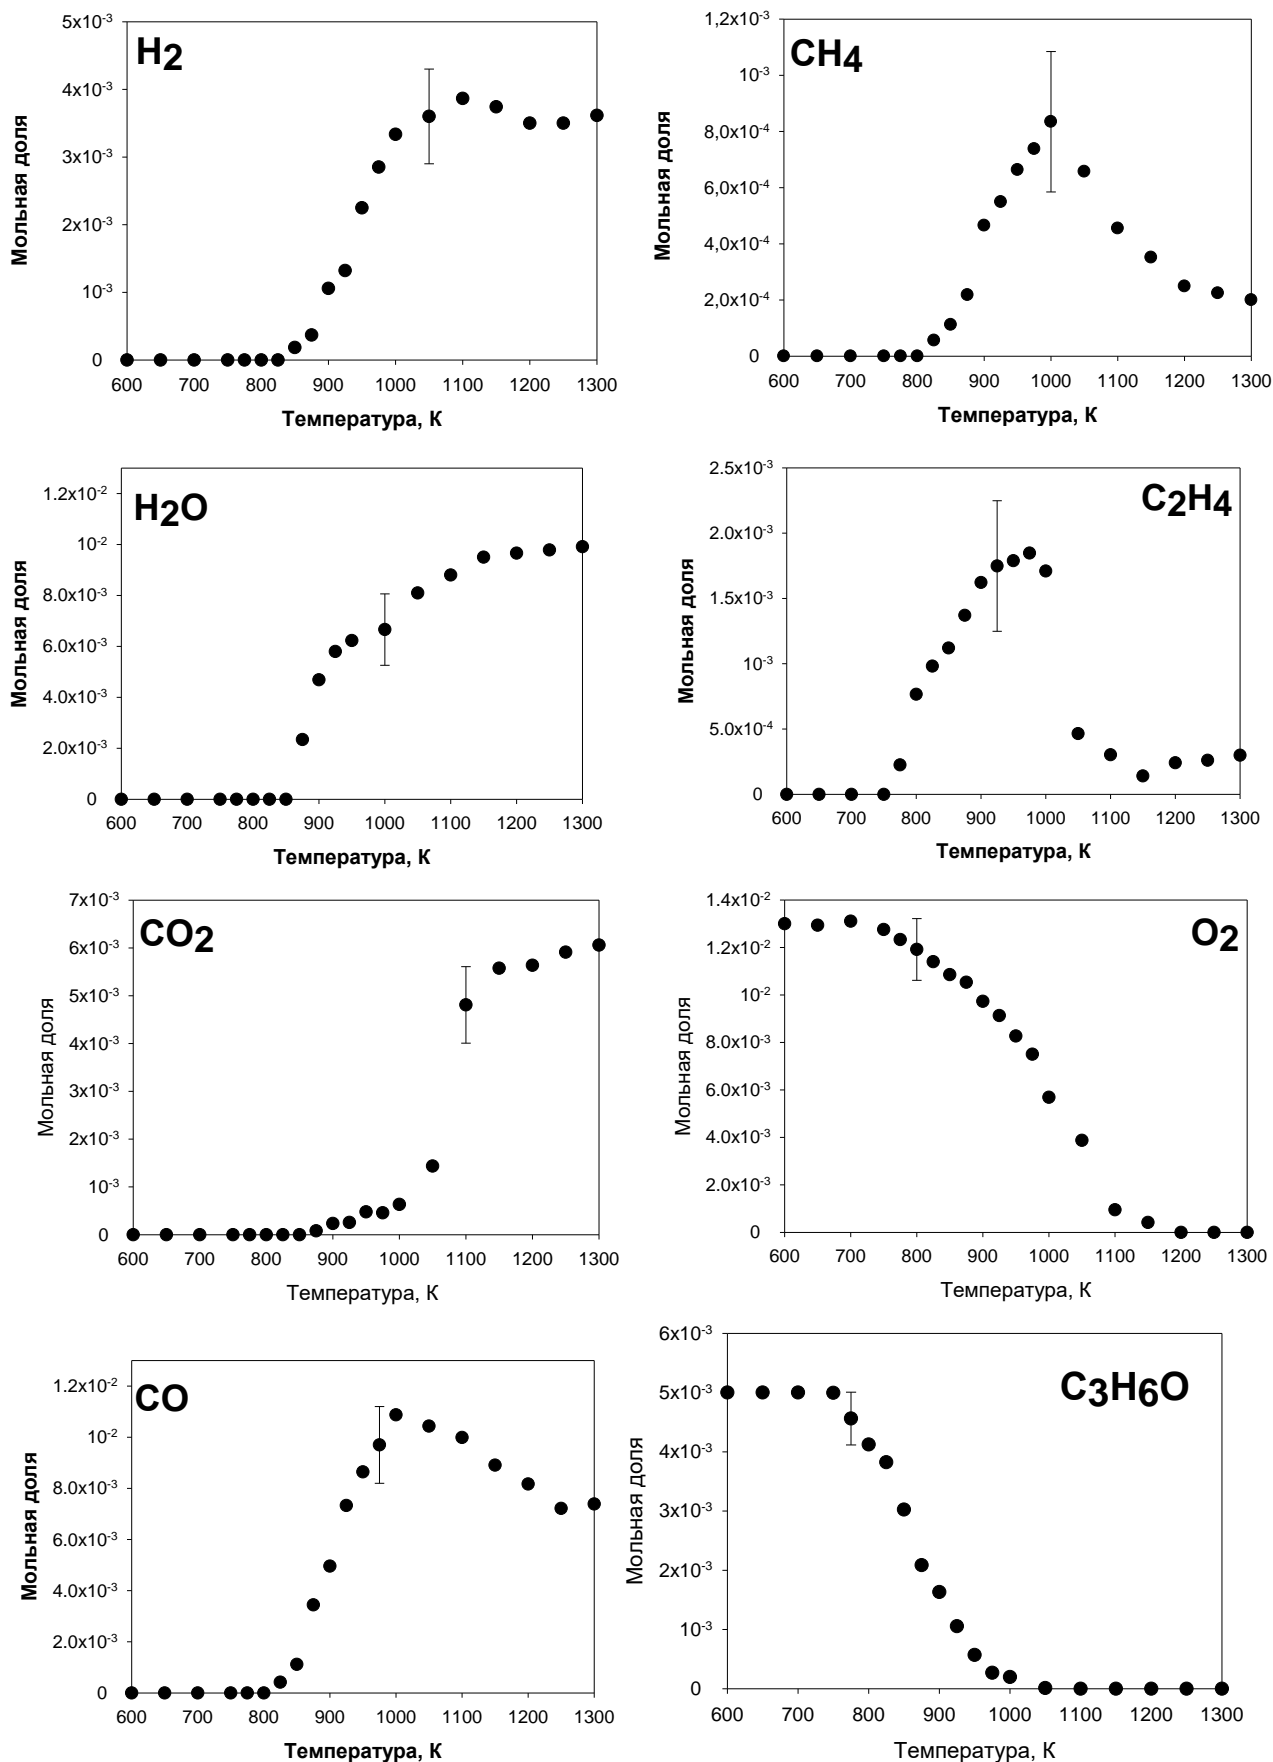 H2
Мольная доля
5x10-3
4x10-3
3x10-3
2x10-3
10-3
0
600 700 800 900 1000 1100 1200 1300
Температура, К
CH4
Мольная доля
1,2x10-3
10-3
8,0x10-4
6,0x10-4
4,0x10-4
2,0x10-4
0
600 700 800 900 1000 1100 1200 1300
Температура, К
H2O
Мольная доля
1.2x10-2
10-2
8.0x10-3
6.0x10-3
4.0x10-3
2.0x10-3
0
600 700 800 900 1000 1100 1200 1300
Температура, К
C2H4
Мольная доля
2.5x10-3
2.0x10-3
1.5x10-3
10-3
5.0x10-4
0
600 700 800 900 1000 1100 1200 1300
Температура, К
CO2
Мольная доля
7x10-3
6x10-3
5x10-3
4x10-3
3x10-3
2x10-3
10-3
0
600 700 800 900 1000 1100 1200 1300
Температура, К
O2
Мольная доля
1.4x10-2
1.2x10-2
10-2
8.0x10-3
6.0x10-3
4.0x10-3
2.0x10-3
0
600 700 800 900 1000 1100 1200 1300
Температура, К
CO
Мольная доля
1.2x10-2
10-2
8.0x10-3
6.0x10-3
4.0x10-3
2.0x10-3
0
600 700 800 900 1000 1100 1200 1300
Температура, К
C3H6O
Мольная доля
6x10-3
5x10-3
4x10-3
3x10-3
2x10-3
10-3
0
600 700 800 900 1000 1100 1200 1300
Температура, К